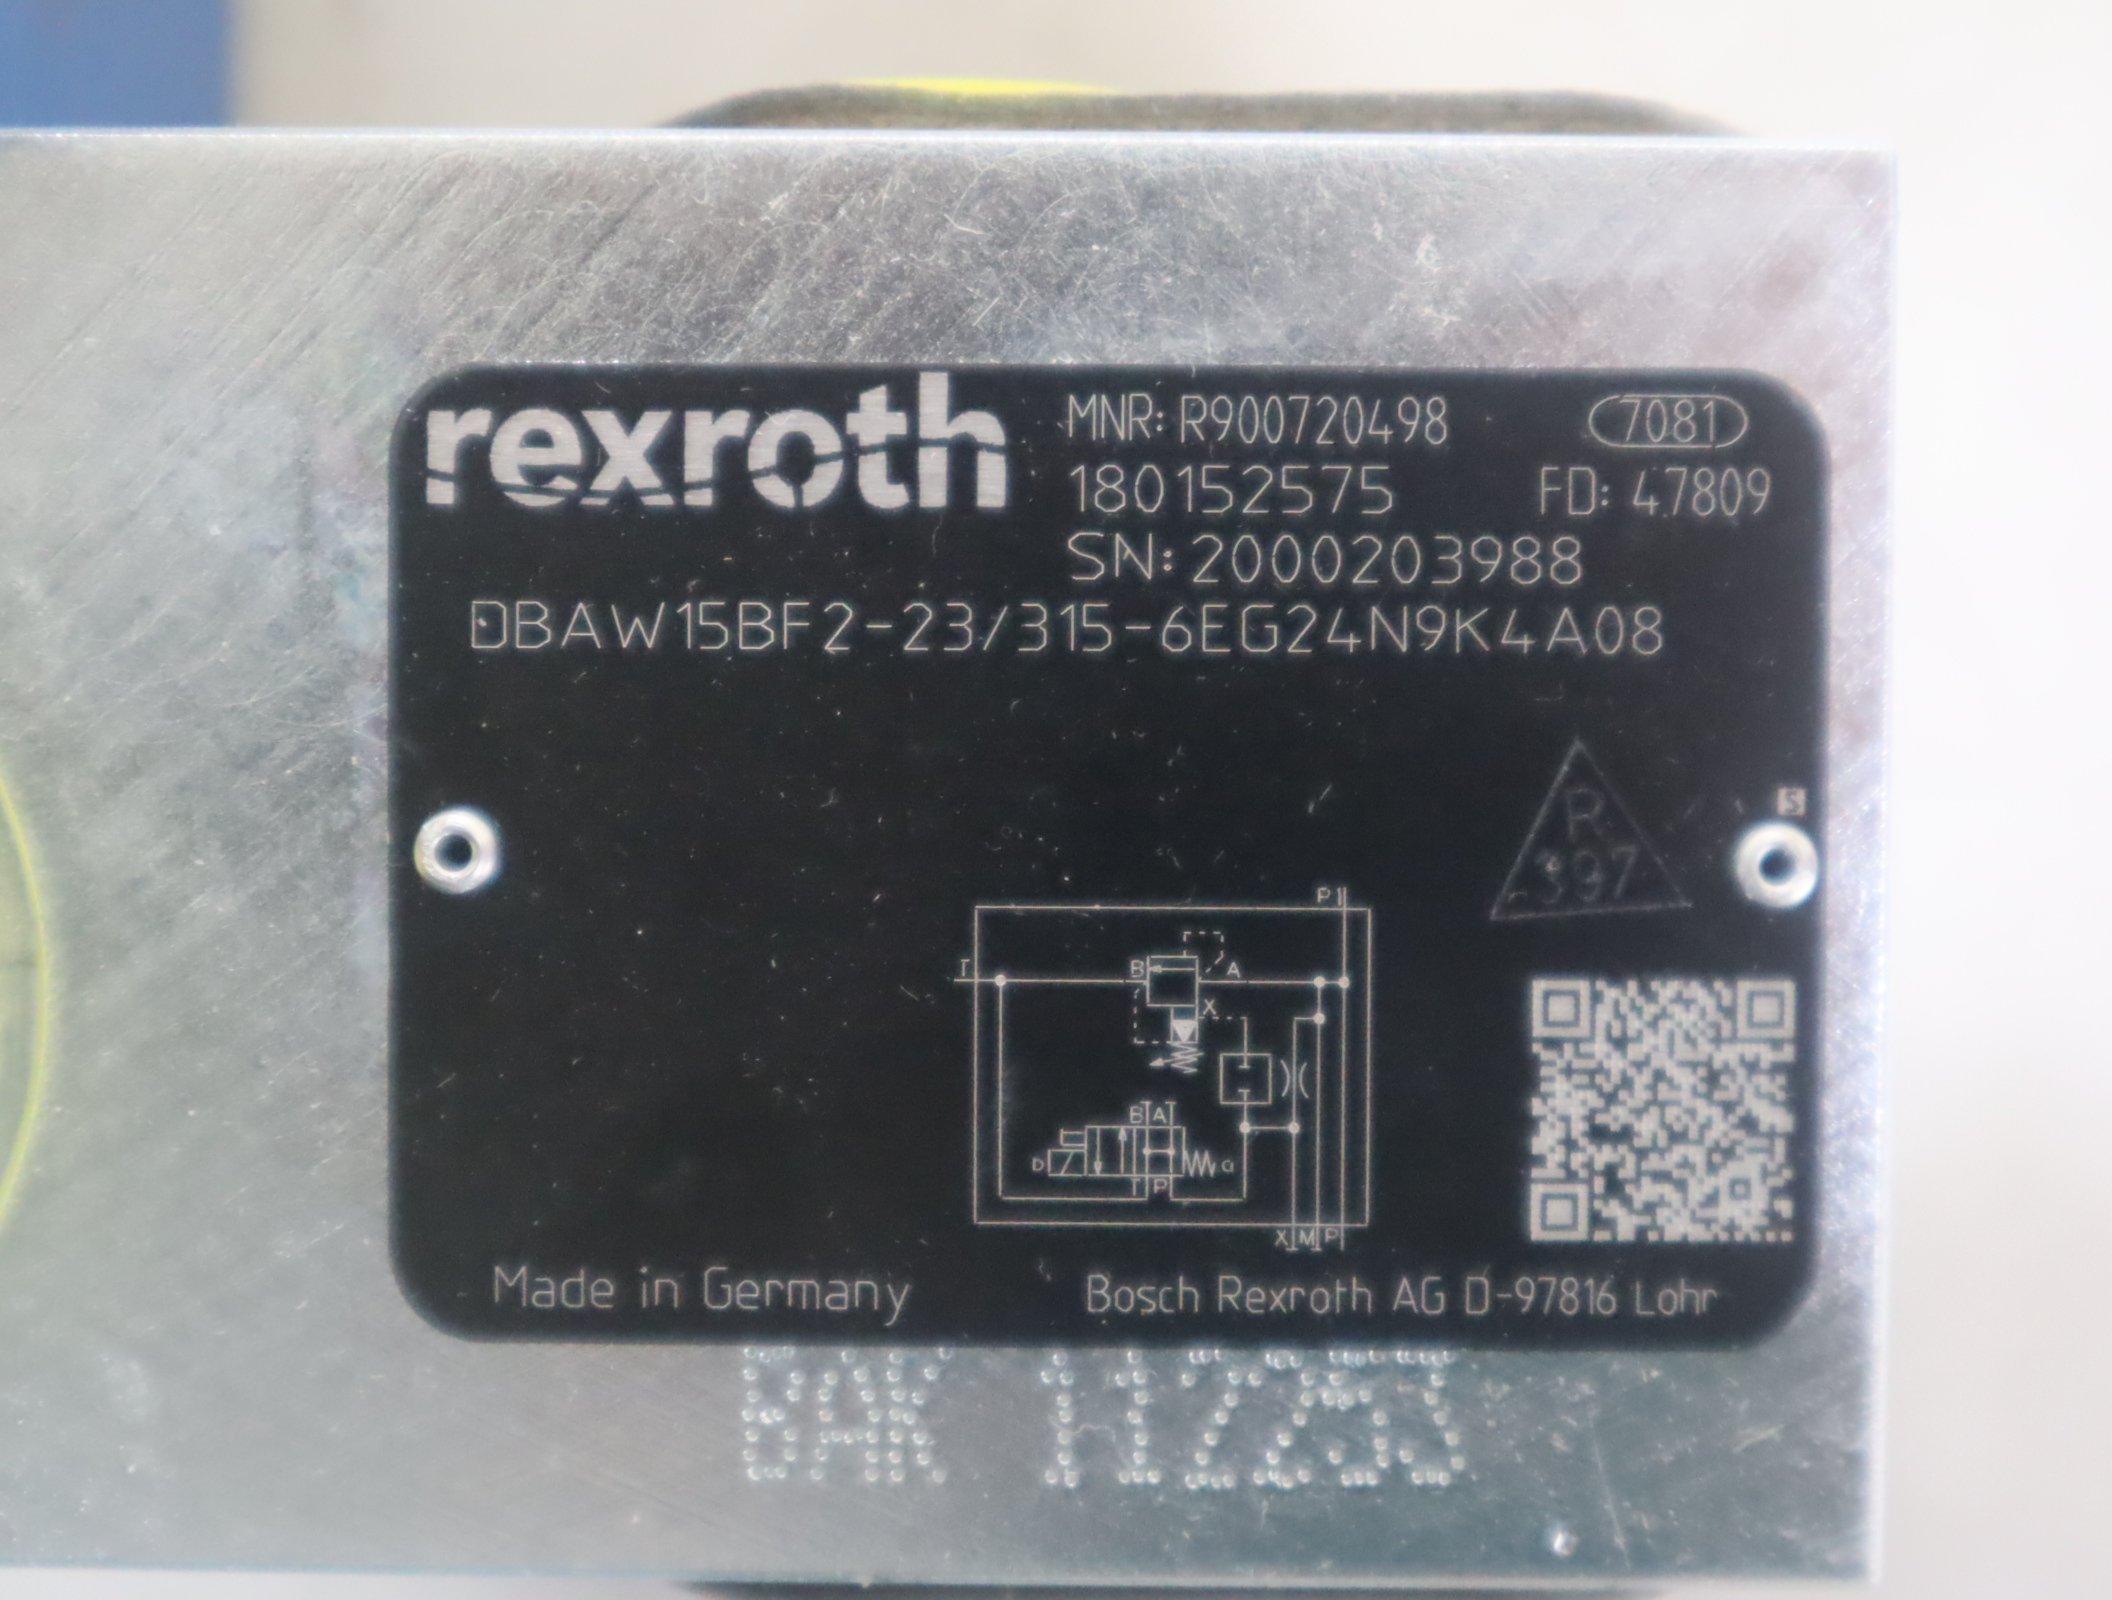 rexroth
MNR: R900720498
7081
180152575
FD: 47809
SN: 2000203988
DBAW15BF2-23/315-6EG24N9K4A08
R
397
S
P1
T
B
A
X
B A
b
a
T P
X M P
Made in Germany
Bosch Rexroth AG D-97816 Lohr